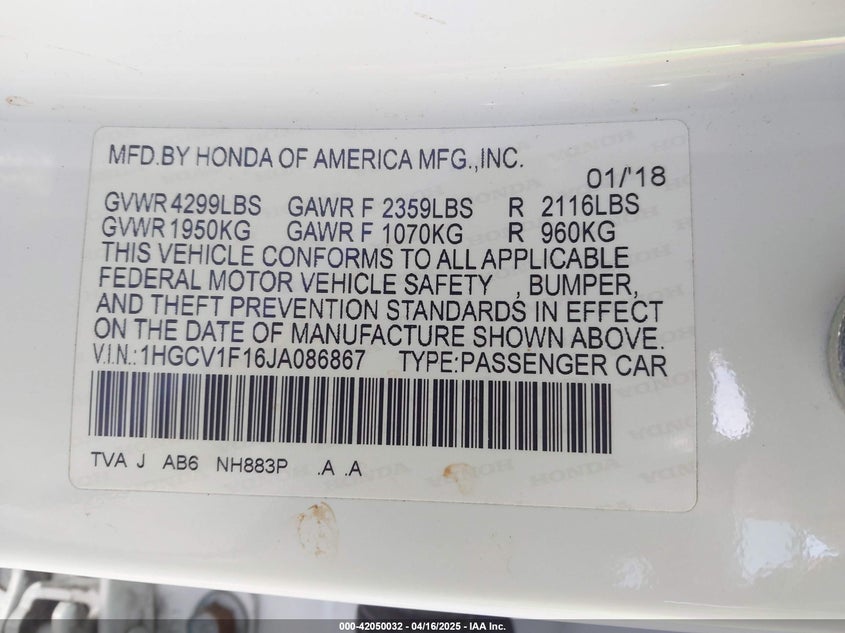 MFD.BY HONDA OF AMERICA MFG.,INC.
01/'18
GVWR 4299LBS GAWR F 2359LBS R 2116LBS
GVWR 1950KG GAWR F 1070KG R 960KG
THIS VEHICLE CONFORMS TO ALL APPLICABLE
FEDERAL MOTOR VEHICLE SAFETY , BUMPER,
AND THEFT PREVENTION STANDARDS IN EFFECT
ON THE DATE OF MANUFACTURE SHOWN ABOVE.
V.I.N.:1HGCV1F16JA086867 TYPE:PASSENGER CAR
TVA J AB6 NH883P .A .A
000-42050032 - 04/16/2025 - IAA Inc.